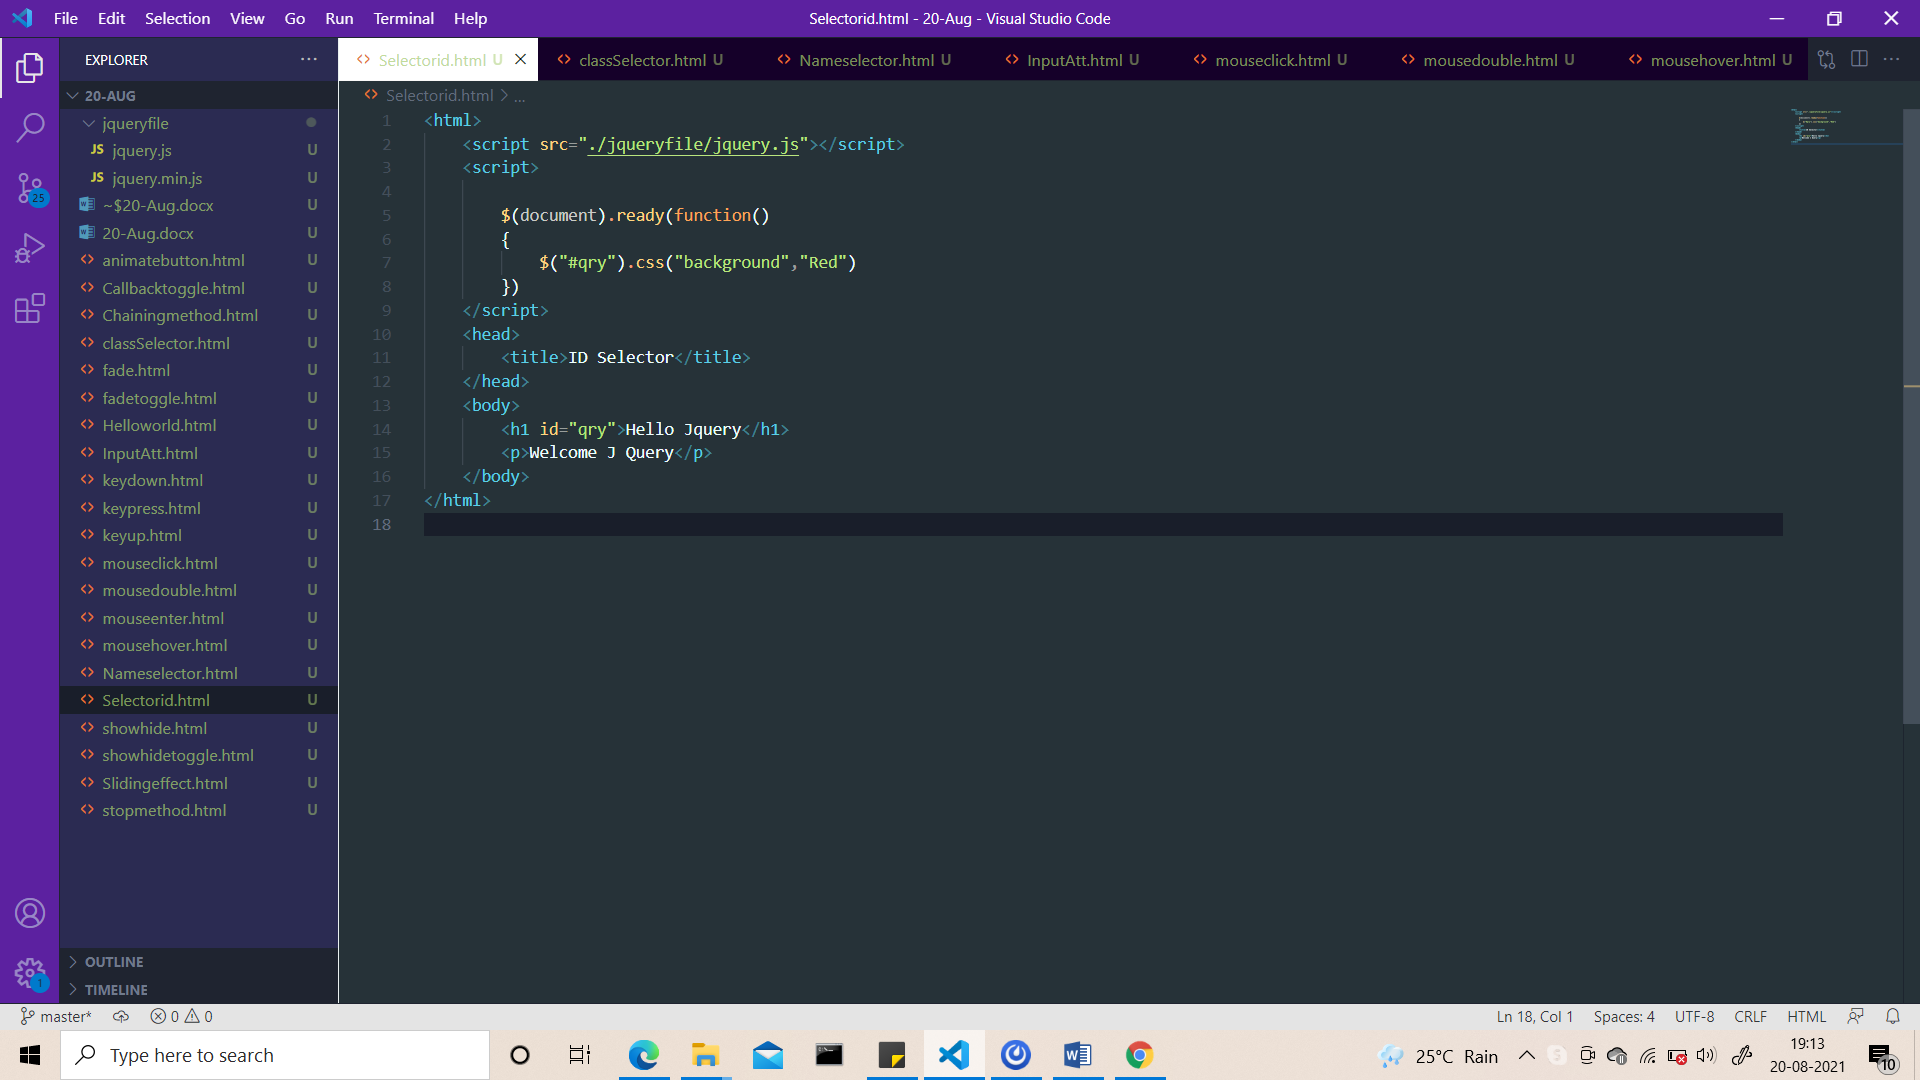 File Edit Selection View Go Run Terminal Help
Selectorid.html - 20-Aug - Visual Studio Code
EXPLORER
Selectorid.html U
classSelector.html U
Nameselector.html U
InputAtt.html U
mouseclick.html U
mousedouble.html U
mousehover.html U
20-AUG
jqueryfile
JS jquery.js U
JS jquery.min.js U
~$20-Aug.docx U
20-Aug.docx U
animatebutton.html U
Callbacktoggle.html U
Chainingmethod.html U
classSelector.html U
fade.html U
fadetoggle.html U
Helloworld.html U
InputAtt.html U
keydown.html U
keypress.html U
keyup.html U
mouseclick.html U
mousedouble.html U
mouseenter.html U
mousehover.html U
Nameselector.html U
Selectorid.html U
showhide.html U
showhidetoggle.html U
Slidingeffect.html U
stopmethod.html U
OUTLINE
TIMELINE
25
1
Selectorid.html > ...
1 <html>
2 <script src="./jqueryfile/jquery.js"></script>
3 <script>
4
5 $(document).ready(function()
6 {
7 $("#qry").css("background","Red")
8 })
9 </script>
10 <head>
11 <title>ID Selector</title>
12 </head>
13 <body>
14 <h1 id="qry">Hello Jquery</h1>
15 <p>Welcome J Query</p>
16 </body>
17 </html>
18
master* 0 0
Ln 18, Col 1 Spaces: 4 UTF-8 CRLF HTML
Type here to search
25°C Rain
19:13
20-08-2021
10